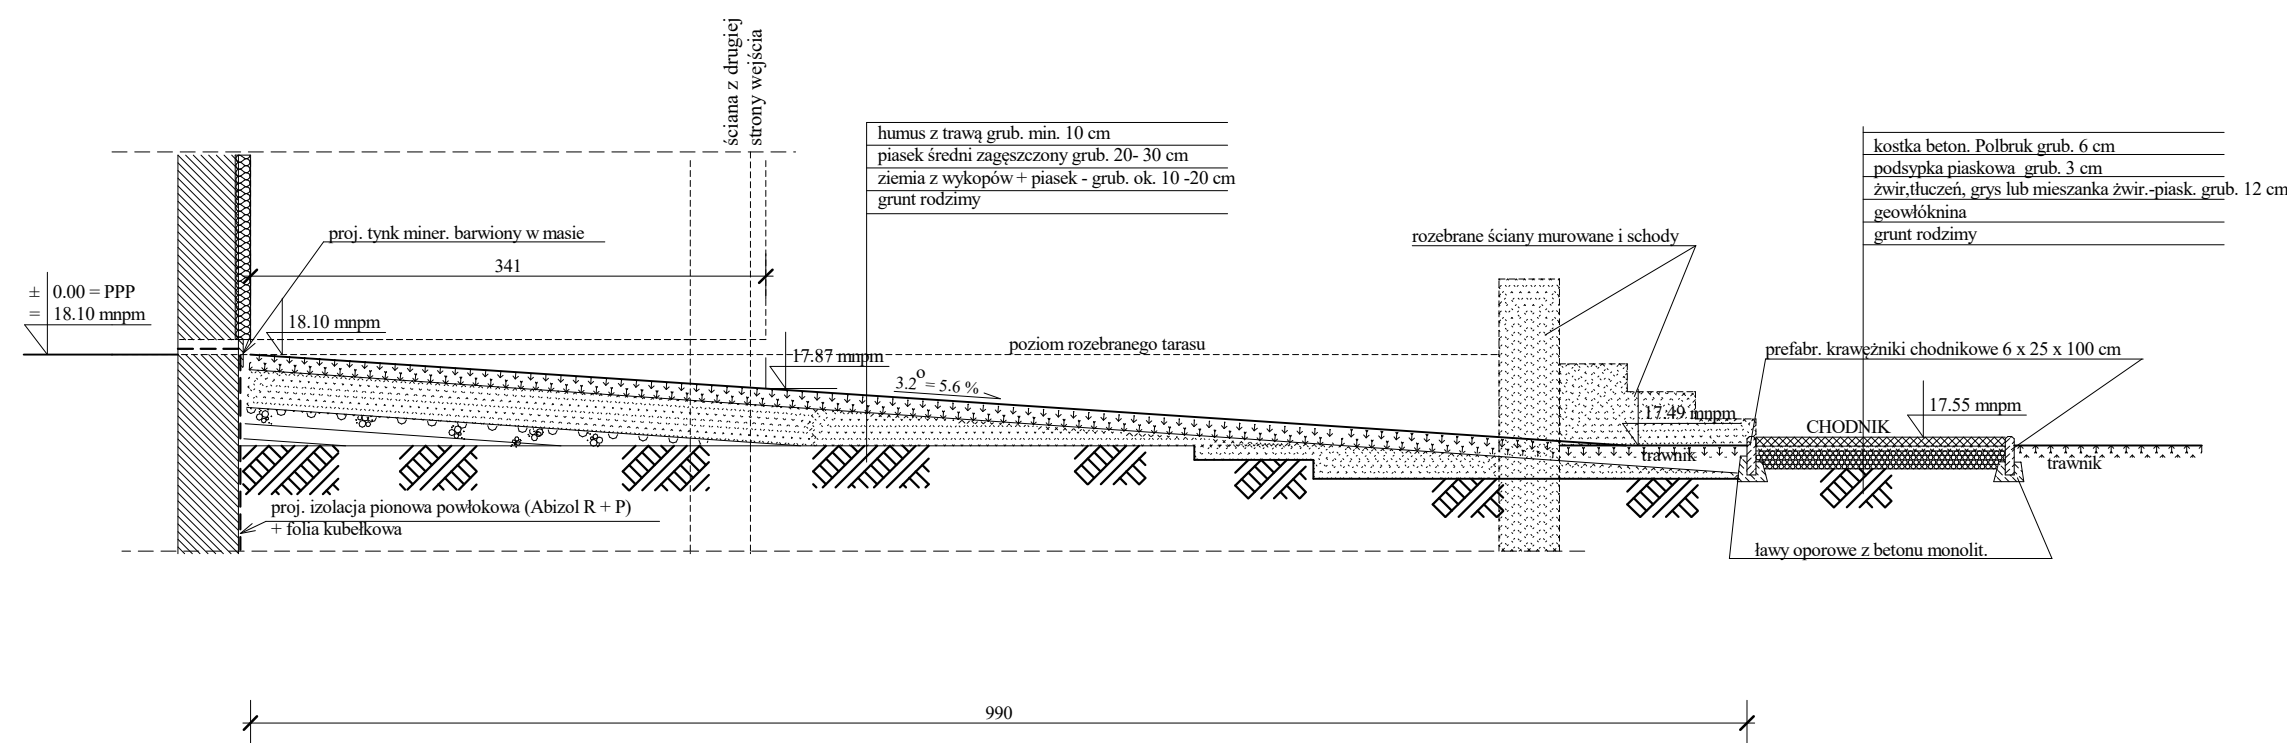 ściana z drugiej
strony wejścia
humus z trawą grub. min. 10 cm
piasek średni zagęszczony grub. 20- 30 cm
ziemia z wykopów + piasek - grub. ok. 10 -20 cm
grunt rodzimy
kostka beton. Polbruk grub. 6 cm
podsypka piaskowa grub. 3 cm
żwir,tłuczeń, grys lub mieszanka żwir.-piask. grub. 12 cm
geowłóknina
grunt rodzimy
proj. tynk miner. barwiony w masie
rozebrane ściany murowane i schody
341
± 0.00 = PPP
= 18.10 mnpm
18.10 mnpm
17.87 mnpm
poziom rozebranego tarasu
prefabr. krawężniki chodnikowe 6 x 25 x 100 cm
3.2° = 5.6 %
17.49 mnpm
17.55 mnpm
CHODNIK
trawnik
trawnik
proj. izolacja pionowa powłokowa (Abizol R + P)
+ folia kubełkowa
ławy oporowe z betonu monolit.
990